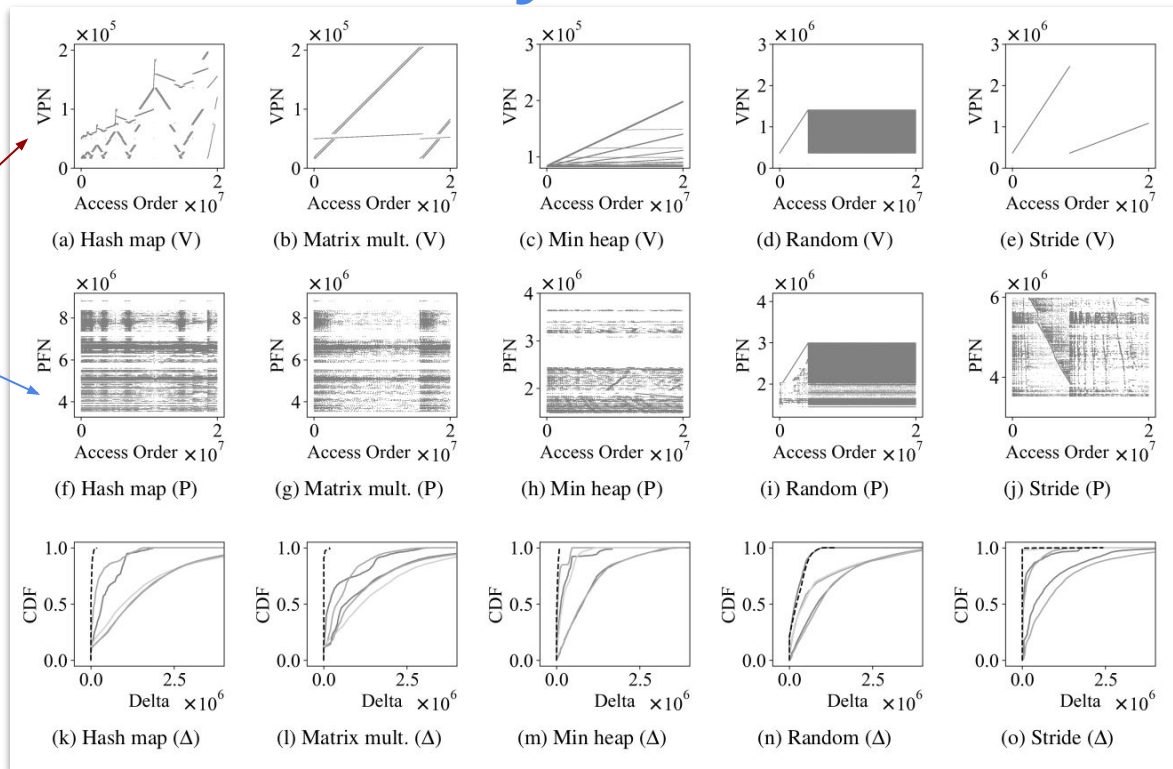 ×10^5 ×10^5 ×10^5 ×10^6 ×10^6
2 2 3 3 3
VPN VPN VPN VPN VPN
1 1 2 2 2
1 1 1
0 0 0 0
0 2 0 2 0 2 0 2 0 2
Access Order ×10^7 Access Order ×10^7 Access Order ×10^7 Access Order ×10^7 Access Order ×10^7
(a) Hash map (V) (b) Matrix mult. (V) (c) Min heap (V) (d) Random (V) (e) Stride (V)
×10^6 ×10^6 ×10^6 ×10^6 ×10^6
4 4 6
8 8
PFN PFN PFN 3 PFN PFN
6 6
2 2 4
4 4
0 2 0 2 0 2 0 2 0 2
Access Order ×10^7 Access Order ×10^7 Access Order ×10^7 Access Order ×10^7 Access Order ×10^7
(f) Hash map (P) (g) Matrix mult. (P) (h) Min heap (P) (i) Random (P) (j) Stride (P)
1.0 1.0 1.0 1.0 1.0
CDF CDF CDF CDF CDF
0.5 0.5 0.5 0.5 0.5
0.0 0.0 0.0 0.0 0.0
0.0 2.5 0.0 2.5 0.0 2.5 0.0 2.5 0.0 2.5
Delta ×10^6 Delta ×10^6 Delta ×10^6 Delta ×10^6 Delta ×10^6
(k) Hash map (Δ) (l) Matrix mult. (Δ) (m) Min heap (Δ) (n) Random (Δ) (o) Stride (Δ)